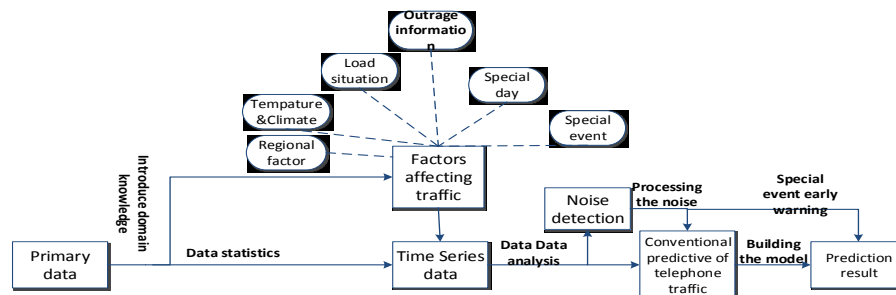 Outrage
informatio
n
Load
situation
Special
day
Tempature
&Climate
Special
event
Regional
factor
Introduce domain
knowledge
Factors
affecting
traffic
Noise
detection
Processing
the noise
Special
event early
warning
Primary
data
Data statistics
Time Series
data
Data Data
analysis
Conventional
predictive of
telephone
traffic
Building
the model
Prediction
result